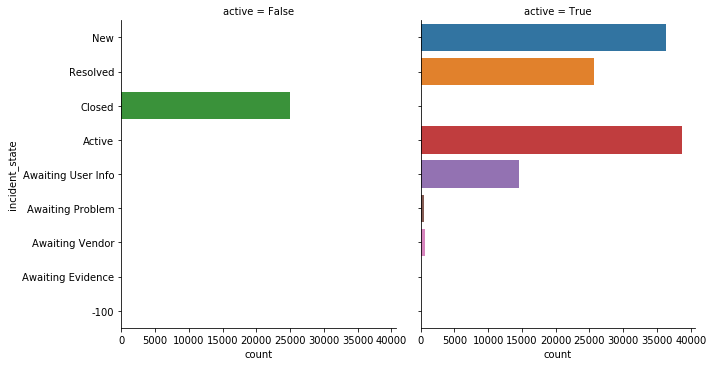 active = False
active = True
New
Resolved
Closed
Active
Awaiting User Info
Awaiting Problem
Awaiting Vendor
Awaiting Evidence
-100
incident_state
0 5000 10000 15000 20000 25000 30000 35000 40000
0 5000 10000 15000 20000 25000 30000 35000 40000
count
count